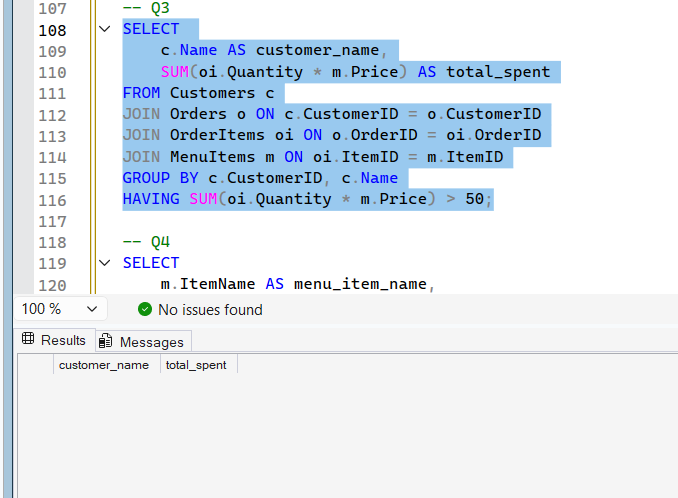 107 -- Q3
108 SELECT
109 c.Name AS customer_name,
110 SUM(oi.Quantity * m.Price) AS total_spent
111 FROM Customers c
112 JOIN Orders o ON c.CustomerID = o.CustomerID
113 JOIN OrderItems oi ON o.OrderID = oi.OrderID
114 JOIN MenuItems m ON oi.ItemID = m.ItemID
115 GROUP BY c.CustomerID, c.Name
116 HAVING SUM(oi.Quantity * m.Price) > 50;
117
118 -- Q4
119 SELECT
120 m.ItemName AS menu_item_name,
100 % No issues found
Results Messages
customer_name total_spent